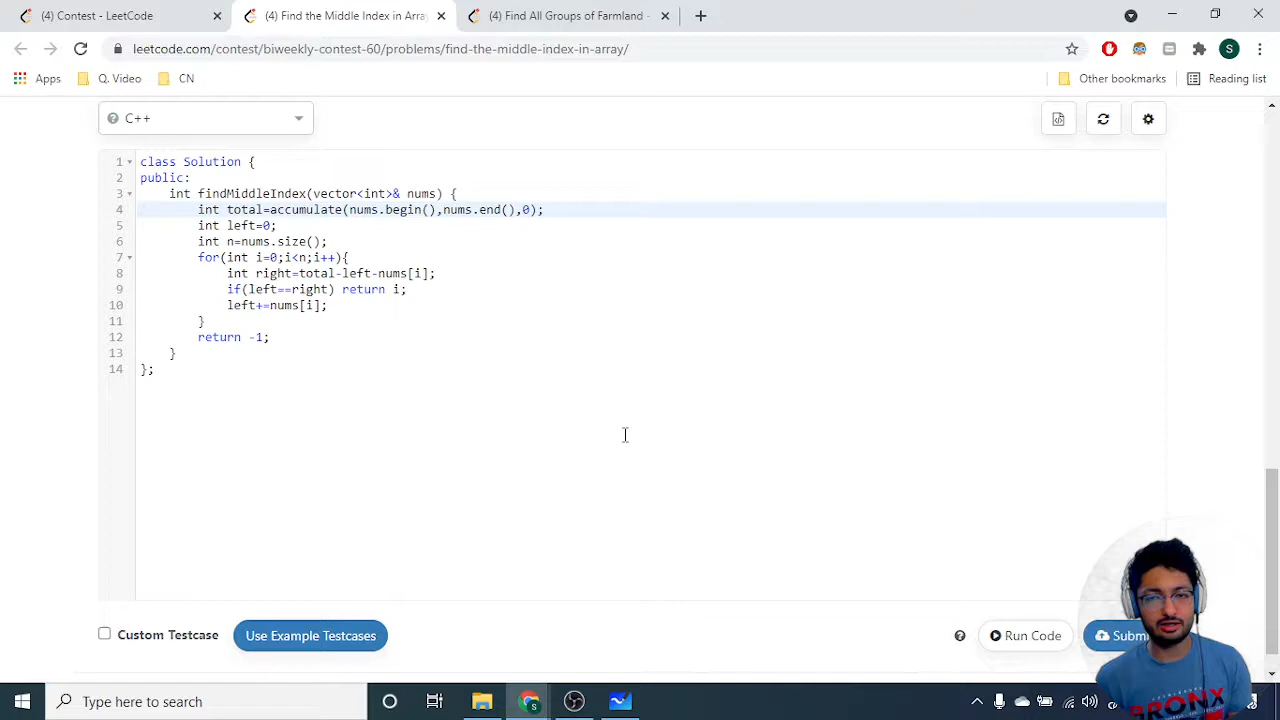 (4) Contest - LeetCode
(4) Find the Middle Index in Array
(4) Find All Groups of Farmland -
leetcode.com/contest/biweekly-contest-60/problems/find-the-middle-index-in-array/
S
Apps
Q. Video
CN
Other bookmarks
Reading list
C++
1 class Solution {
2 public:
3 int findMiddleIndex(vector<int>& nums) {
4 int total=accumulate(nums.begin(),nums.end(),0);
5 int left=0;
6 int n=nums.size();
7 for(int i=0;i<n;i++){
8 int right=total-left-nums[i];
9 if(left==right) return i;
10 left+=nums[i];
11 }
12 return -1;
13 }
14 };
Custom Testcase
Use Example Testcases
Run Code
Subm
Type here to search
BRONX